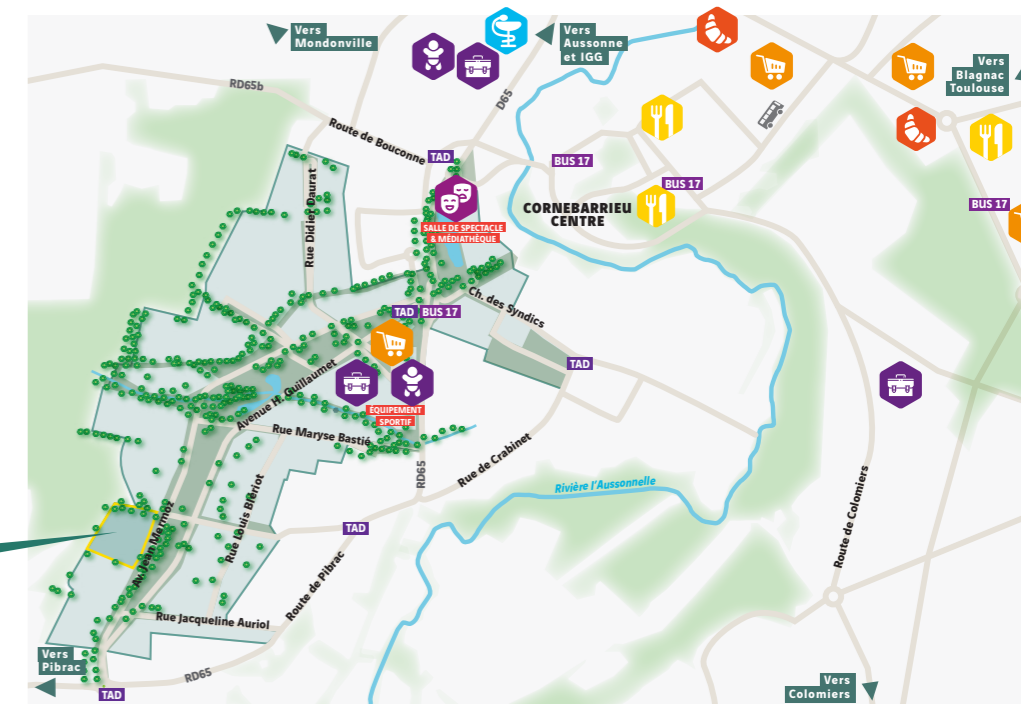 Vers
Mondonville
Vers
Aussonne
et IGG
Vers
Blagnac
Toulouse
RD65b
D65
Route de Bouconne
TAD
BUS 17
BUS 17
BUS 17
CORNEBARRIEU
CENTRE
Rue Didier Daurat
SALLE DE SPECTACLE
& MÉDIATHÈQUE
Ch. des Syndics
TAD
BUS 17
TAD
Avenue H. Guillaumet
ÉQUIPEMENT
SPORTIF
Rue Maryse Bastié
RD65
Rue de Crabinet
Rivière l'Aussonnelle
Route de Colomiers
Rue Louis Blériot
Av. Jean Mermoz
TAD
Route de Pibrac
Rue Jacqueline Auriol
Vers
Pibrac
RD65
TAD
Vers
Colomiers